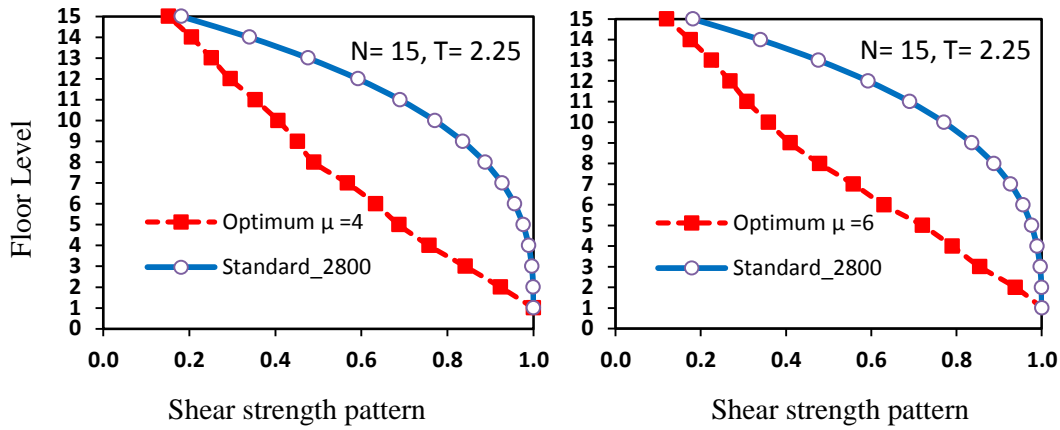 15
14
13
12
11
10
9
8
7
6
5
4
3
2
1
0
Floor Level
N= 15, T= 2.25
Optimum μ =4
Standard_2800
0.0 0.2 0.4 0.6 0.8 1.0
Shear strength pattern
15
14
13
12
11
10
9
8
7
6
5
4
3
2
1
0
N= 15, T= 2.25
Optimum μ =6
Standard_2800
0.0 0.2 0.4 0.6 0.8 1.0
Shear strength pattern